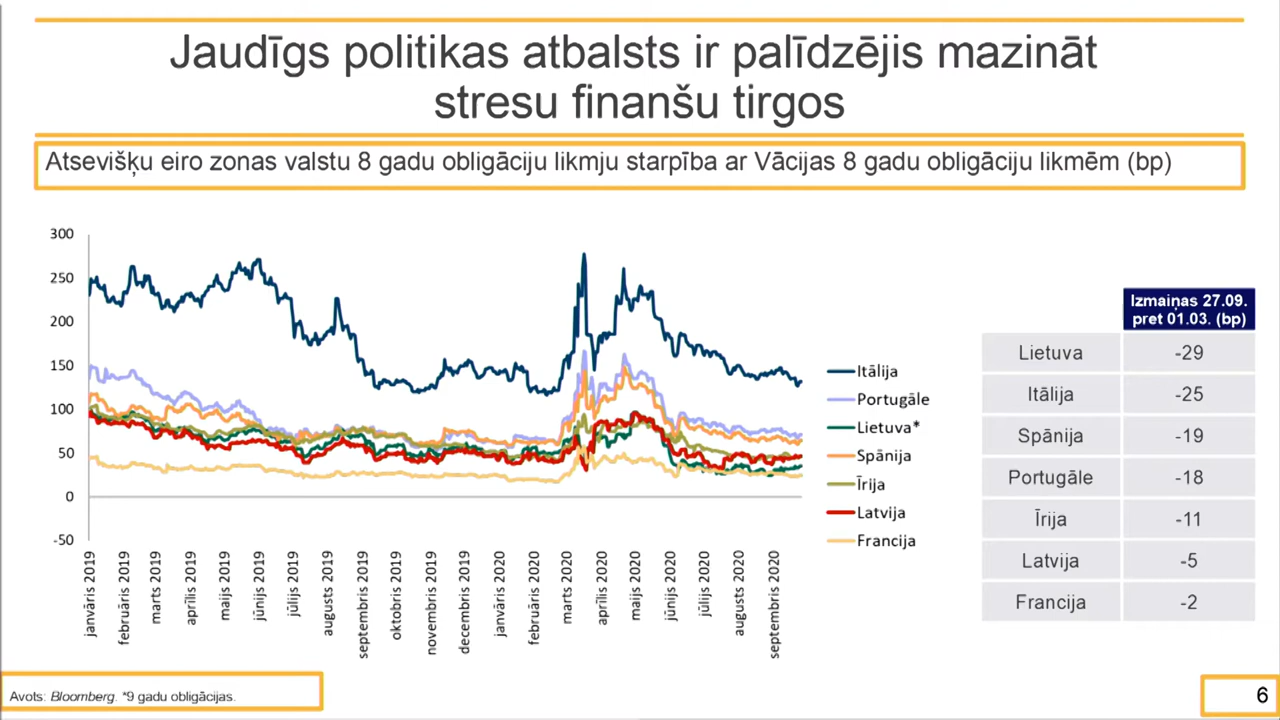 Jaudīgs politikas atbalsts ir palīdzējis mazināt
stresu finanšu tirgos
Atsevišķu eiro zonas valstu 8 gadu obligāciju likmju starpība ar Vācijas 8 gadu obligāciju likmēm (bp)
300
250
200
150
100
50
0
-50
janvāris 2019
februāris 2019
marts 2019
aprīlis 2019
maijs 2019
jūnijs 2019
jūlijs 2019
augusts 2019
septembris 2019
oktobris 2019
novembris 2019
decembris 2019
janvāris 2020
februāris 2020
marts 2020
aprīlis 2020
maijs 2020
jūnijs 2020
jūlijs 2020
augusts 2020
septembris 2020
Itālija
Portugāle
Lietuva*
Spānija
Īrija
Latvija
Francija
Izmaiņas 27.09.
pret 01.03. (bp)
Lietuva -29
Itālija -25
Spānija -19
Portugāle -18
Īrija -11
Latvija -5
Francija -2
Avots: Bloomberg. *9 gadu obligācijas.
6